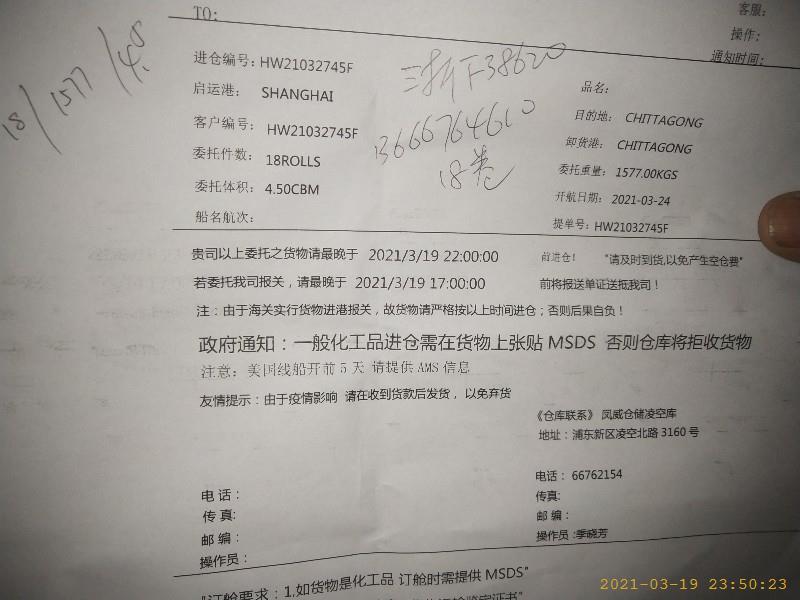 TO:
客服:
操作:
通知时间:
18/1577/4.5
进仓编号: HW21032745F
启运港: SHANGHAI
客户编号: HW21032745F
委托件数: 18ROLLS
委托体积: 4.50CBM
船名航次:
F38620
13666764610
18卷
品名:
目的地: CHITTAGONG
卸货港: CHITTAGONG
委托重量: 1577.00KGS
开航日期: 2021-03-24
提单号: HW21032745F
贵司以上委托之货物请最晚于 2021/3/19 22:00:00 前进仓! "请及时到货,以免产生空仓费"
若委托我司报关, 请最晚于 2021/3/19 17:00:00 前将报送单证送抵我司!
注: 由于海关实行货物进港报关, 故货物请严格按以上时间进仓; 否则后果自负!
政府通知: 一般化工品进仓需在货物上张贴 MSDS 否则仓库将拒收货物
注意: 美国线船开前 5 天 请提供 AMS 信息
友情提示: 由于疫情影响 请在收到货款后发货, 以免弃货
《仓库联系》 凤威仓储凌空库
地址: 浦东新区凌空北路 3160 号
电话:
传真:
邮编:
操作员:
电话: 66762154
传真:
邮编:
操作员: 季晓芳
"订舱要求: 1.如货物是化工品 订舱时需提供 MSDS"
2021-03-19 23:50:23